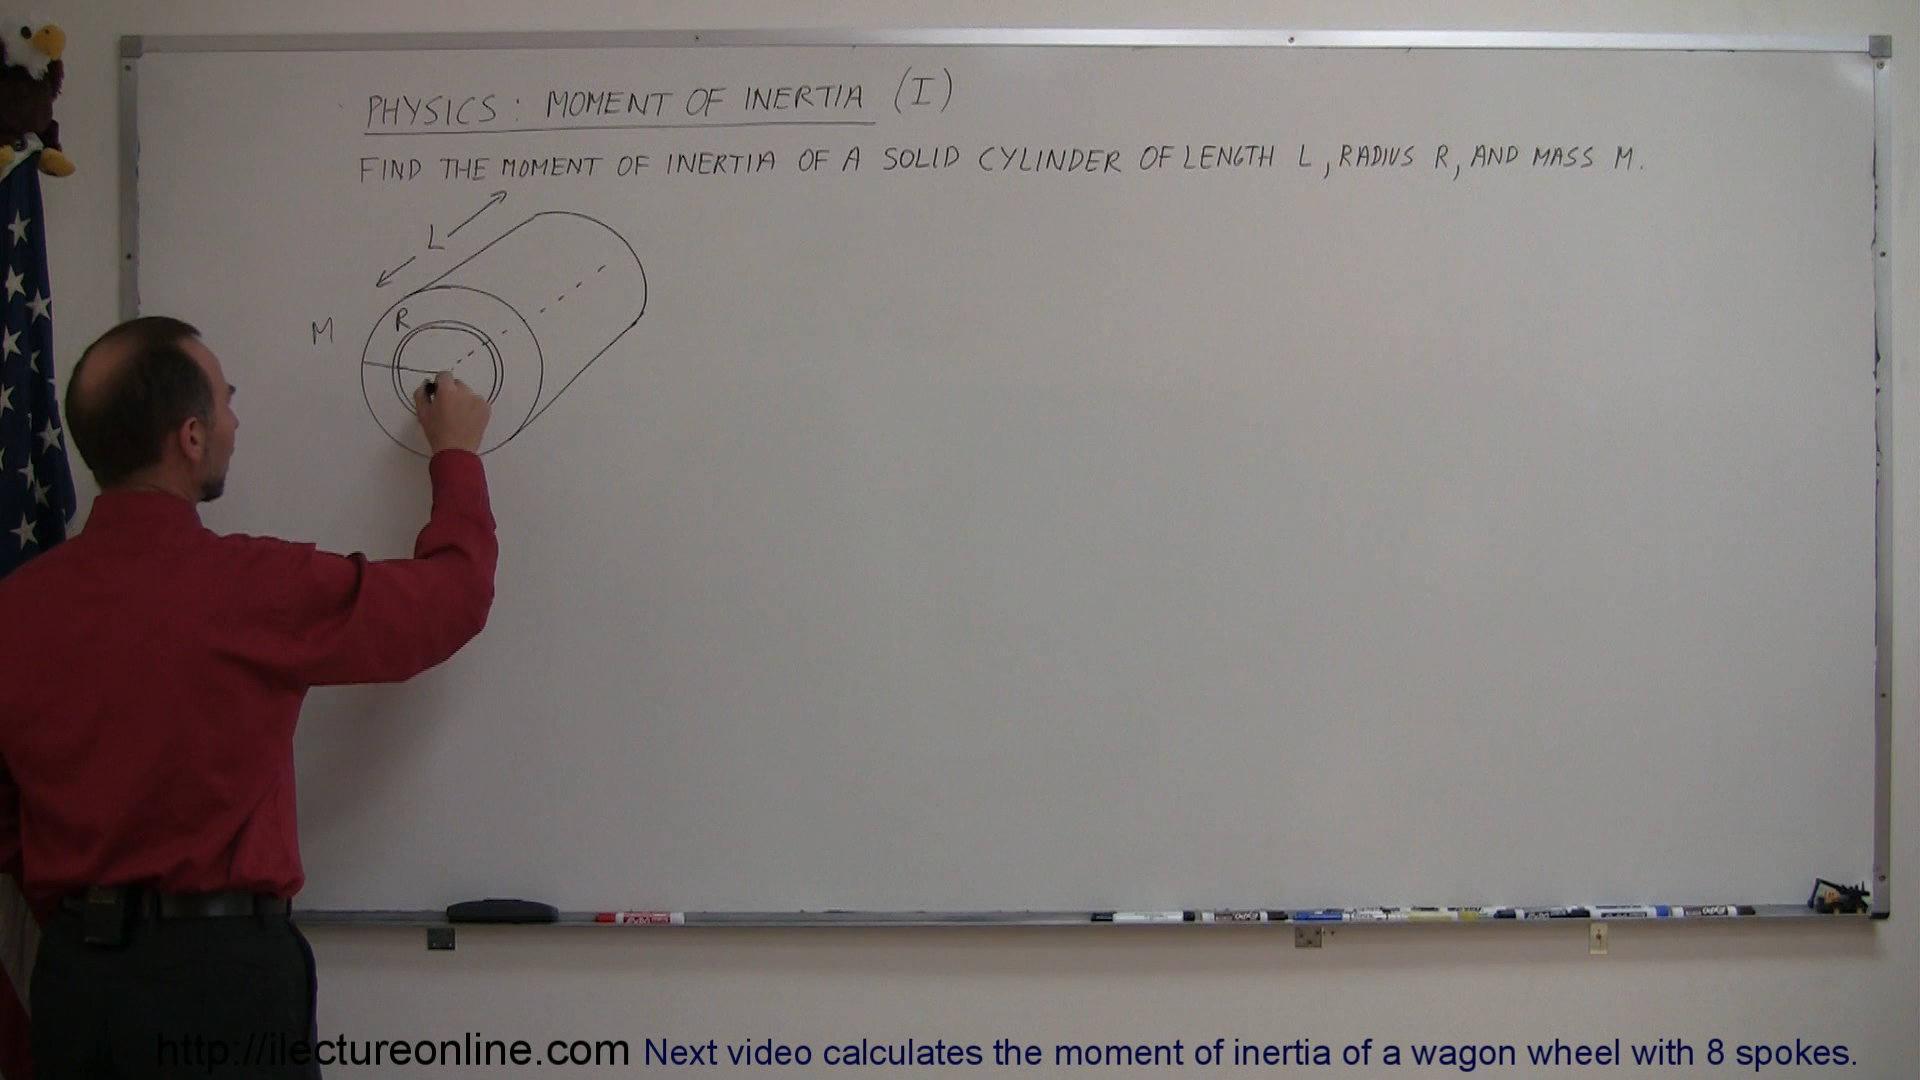 PHYSICS: MOMENT OF INERTIA (I)
FIND THE MOMENT OF INERTIA OF A SOLID CYLINDER OF LENGTH L, RADIUS R, AND MASS M.
L
M
R
http://ilectureonline.com Next video calculates the moment of inertia of a wagon wheel with 8 spokes.